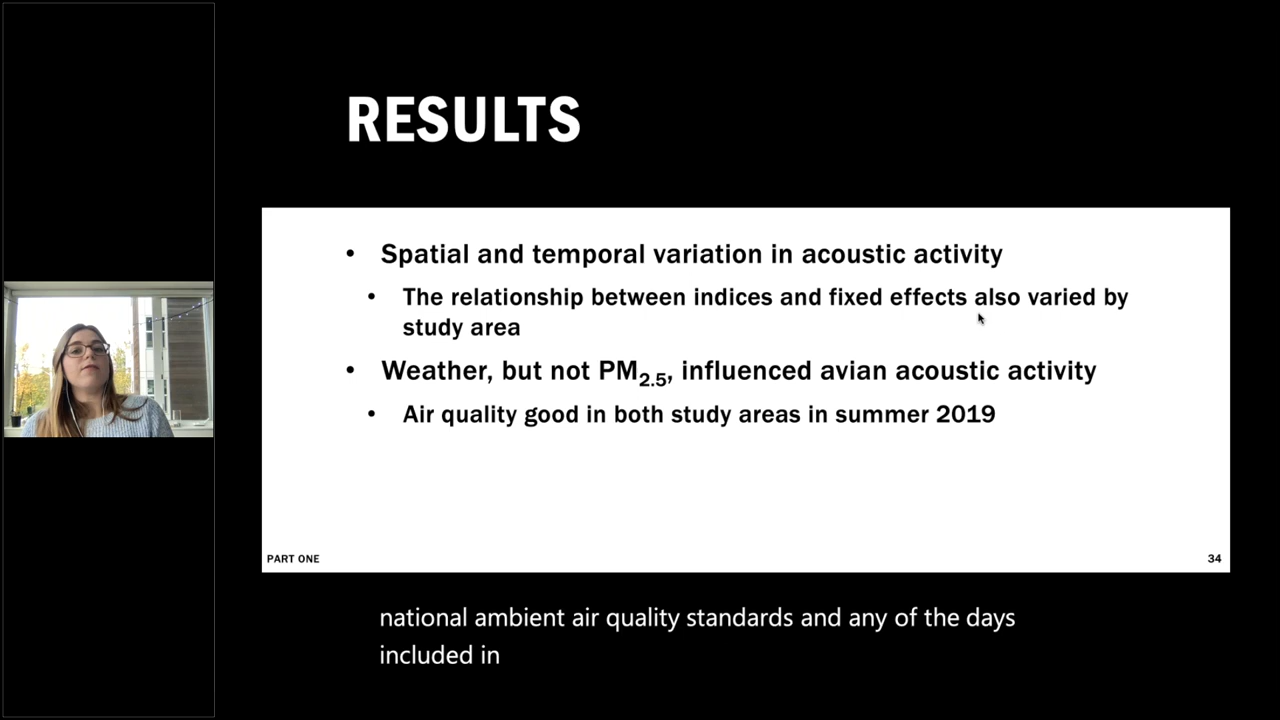 RESULTS
• Spatial and temporal variation in acoustic activity
• The relationship between indices and fixed effects also varied by
study area
• Weather, but not PM2.5, influenced avian acoustic activity
• Air quality good in both study areas in summer 2019
PART ONE
34
national ambient air quality standards and any of the days
included in